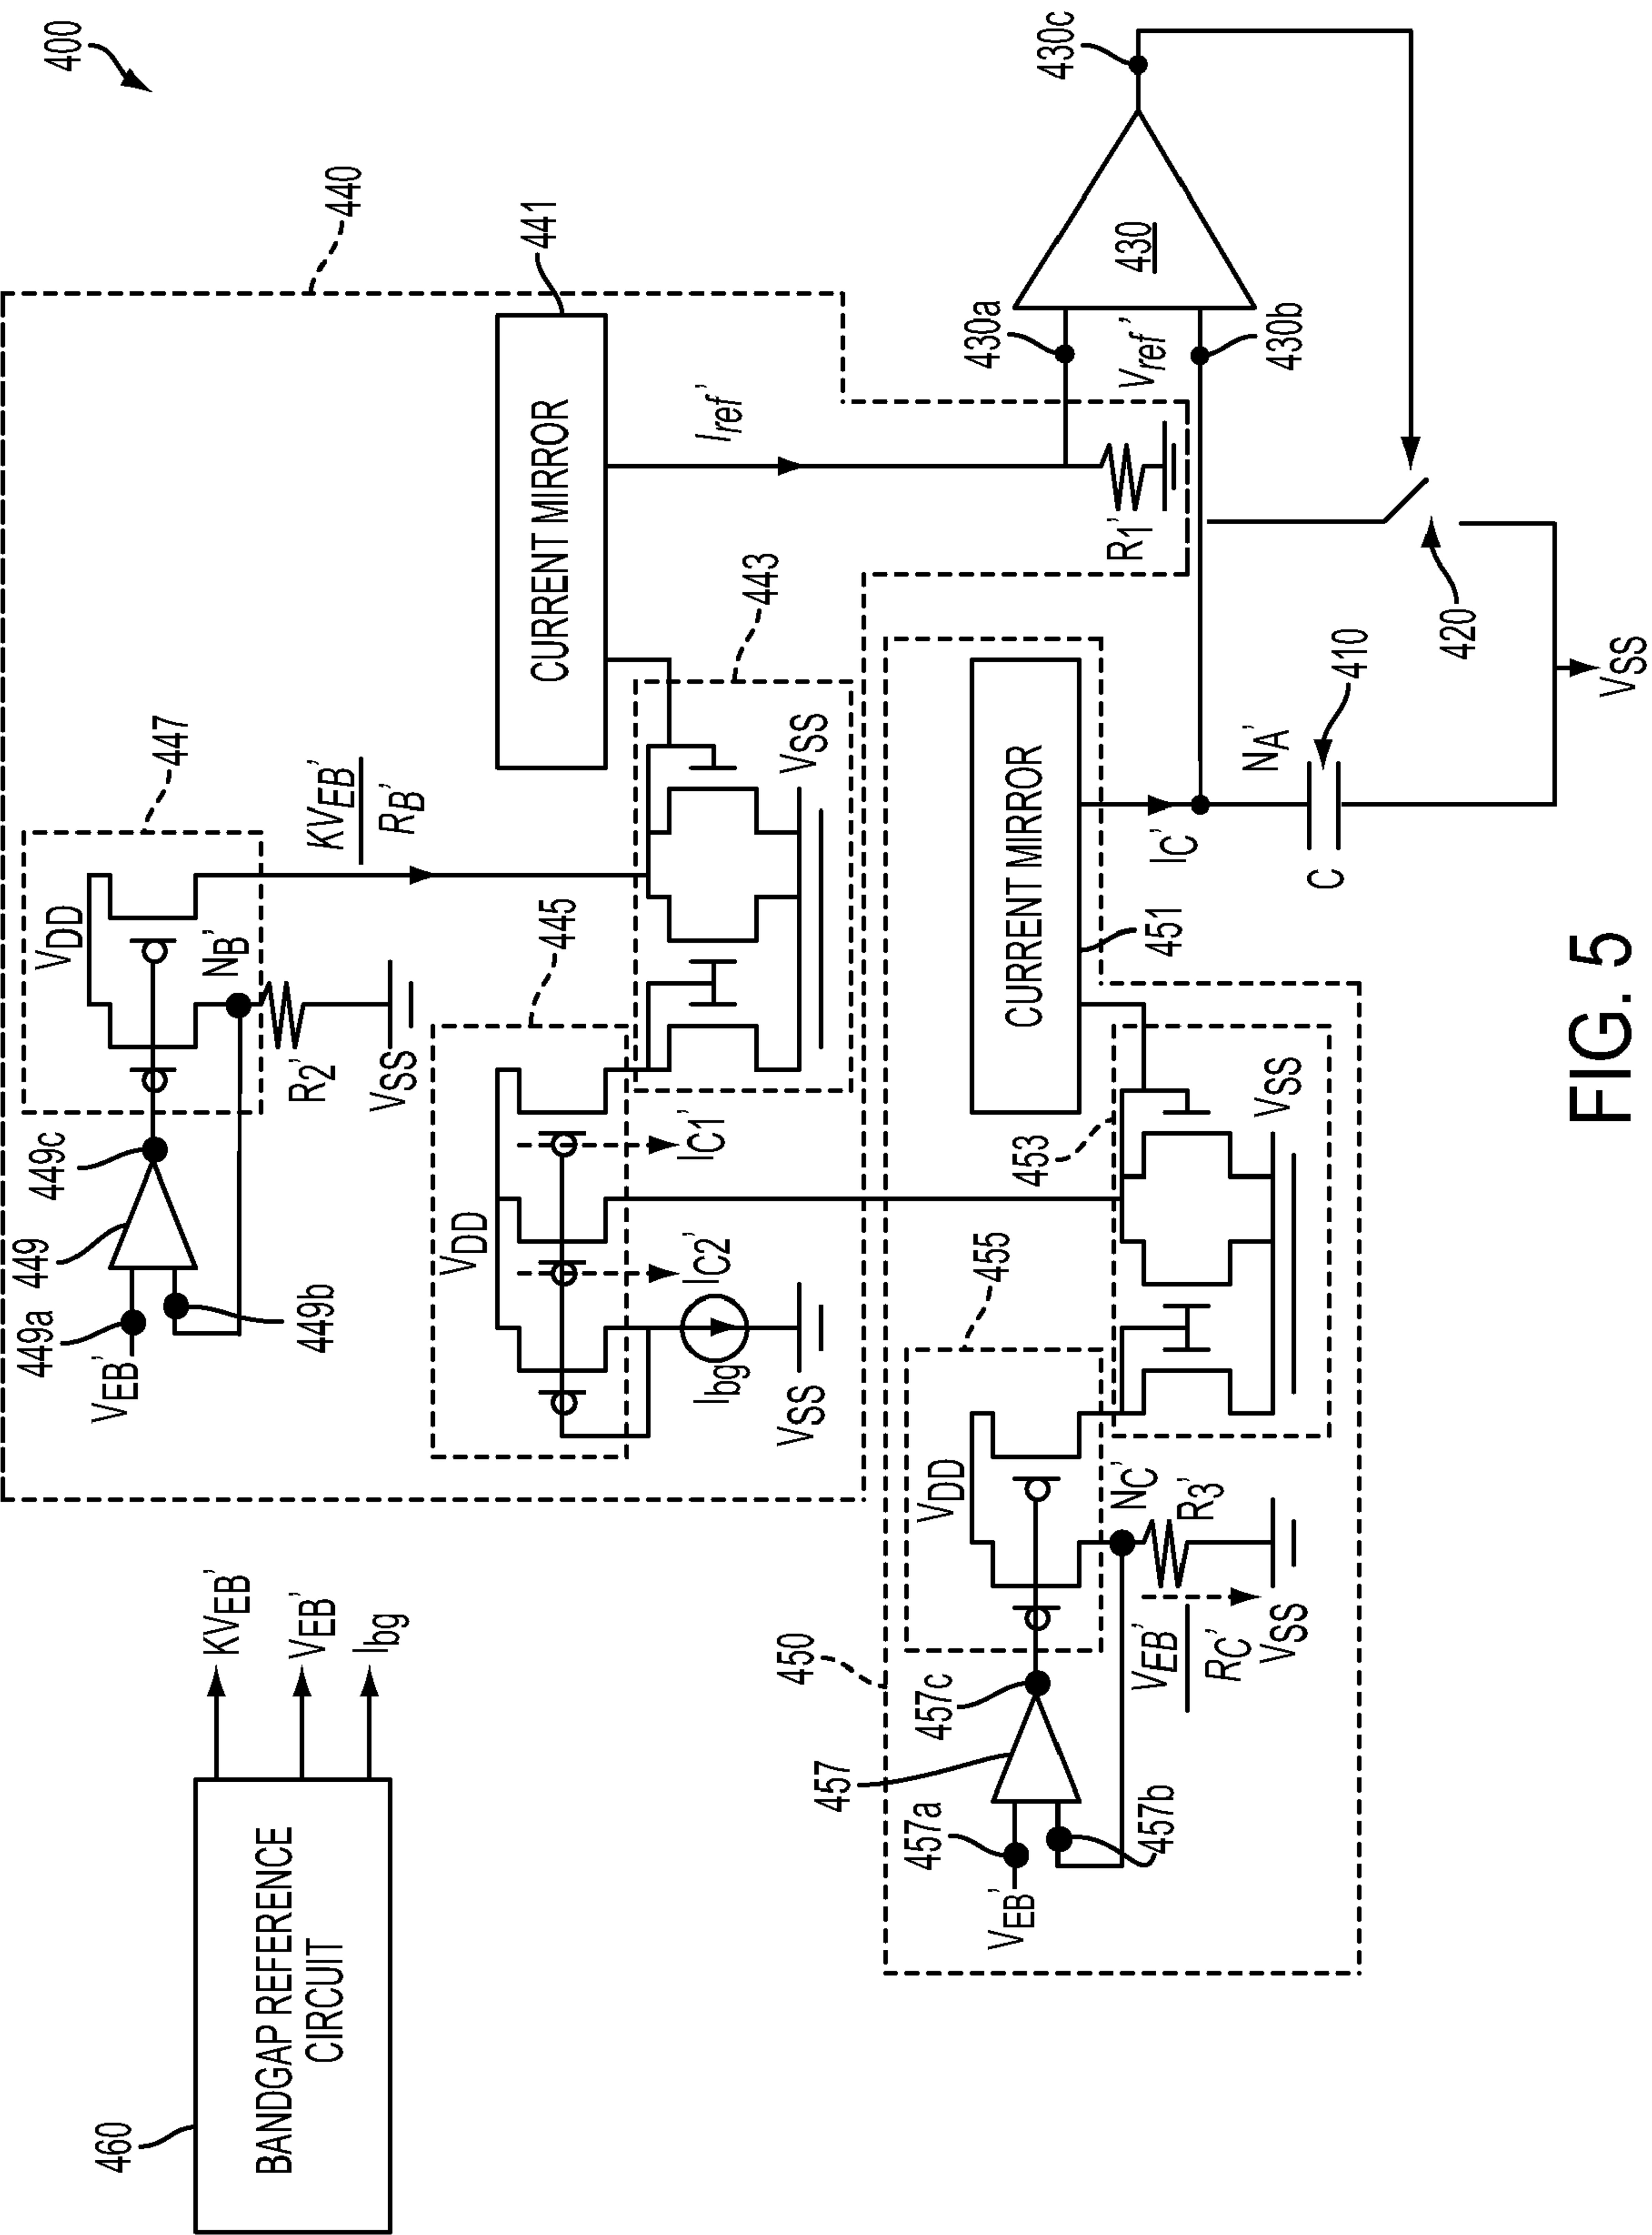 400
440
447
V_DD
N_B'
R_2'
V_SS
449c
449
449a
449b
V_EB'
KV_EB'
R_B'
441
CURRENT MIRROR
I_ref'
443
V_SS
445
V_DD
I_C1'
I_C2'
I_bg
V_SS
430c
430
430a
430b
V_ref'
R_1'
460
BANDGAP REFERENCE
CIRCUIT
KV_EB'
V_EB'
I_bg
450
451
CURRENT MIRROR
I_C'
N_A'
410
C
420
V_SS
453
V_SS
455
V_DD
N_C'
R_3'
V_EB'
R_C'
V_SS
457c
457
457a
457b
V_EB'
FIG. 5